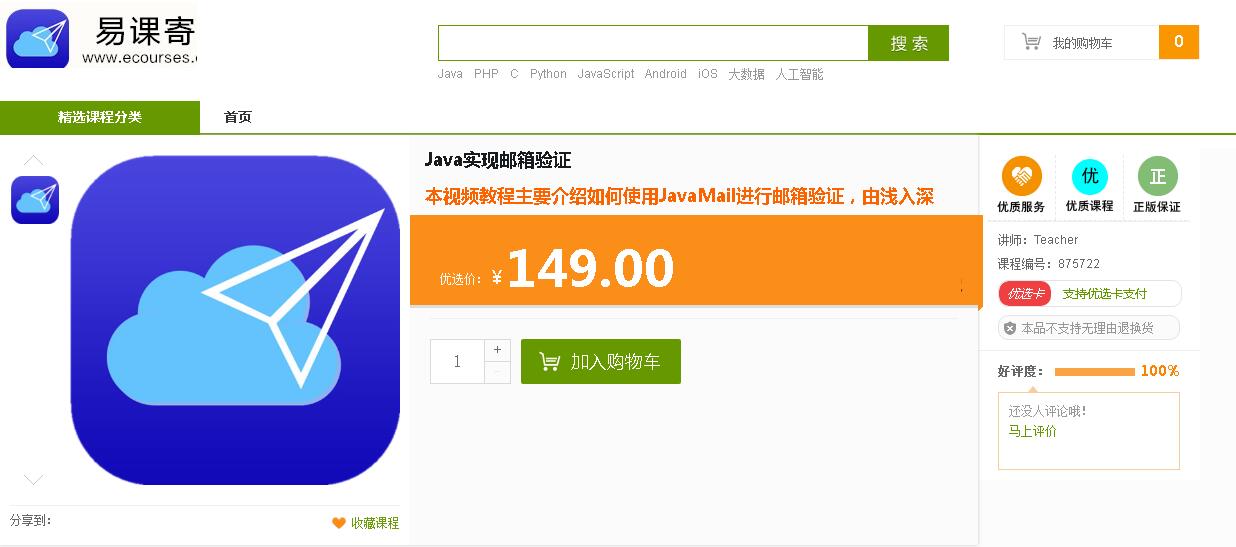 易课寄
www.ecourses.
搜 索
我的购物车
0
Java PHP C Python JavaScript Android iOS 大数据 人工智能
精选课程分类
首页
Java实现邮箱验证
本视频教程主要介绍如何使用JavaMail进行邮箱验证，由浅入深
优选价：¥149.00
1
+
加入购物车
分享到：
收藏课程
优
正
优质服务
优质课程
正版保证
讲师：Teacher
课程编号：875722
优选卡
支持优选卡支付
本品不支持无理由退换货
好评度：
100%
还没人评论哦!
马上评价